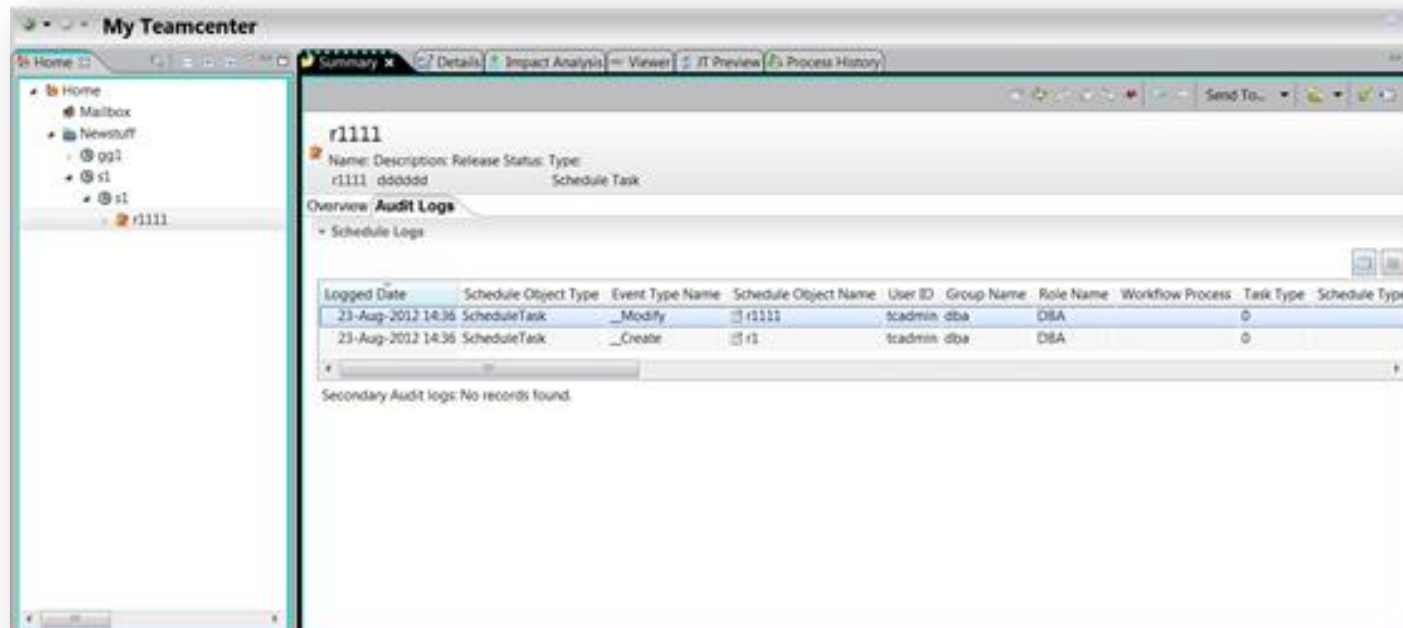 My Teamcenter
Home
Summary Details Impact Analysis Viewer JT Preview Process History
Home
Mailbox
Newstuff
gg1
s1
s1
r1111
Send To...
r1111
Name: Description: Release Status: Type:
r1111 dddddd Schedule Task
Overview Audit Logs
Schedule Logs
Logged Date Schedule Object Type Event Type Name Schedule Object Name User ID Group Name Role Name Workflow Process Task Type Schedule Type
23-Aug-2012 14:36 ScheduleTask __Modify r1111 tcadmin dba DBA 0
23-Aug-2012 14:36 ScheduleTask __Create r1 tcadmin dba DBA 0
Secondary Audit logs: No records found.